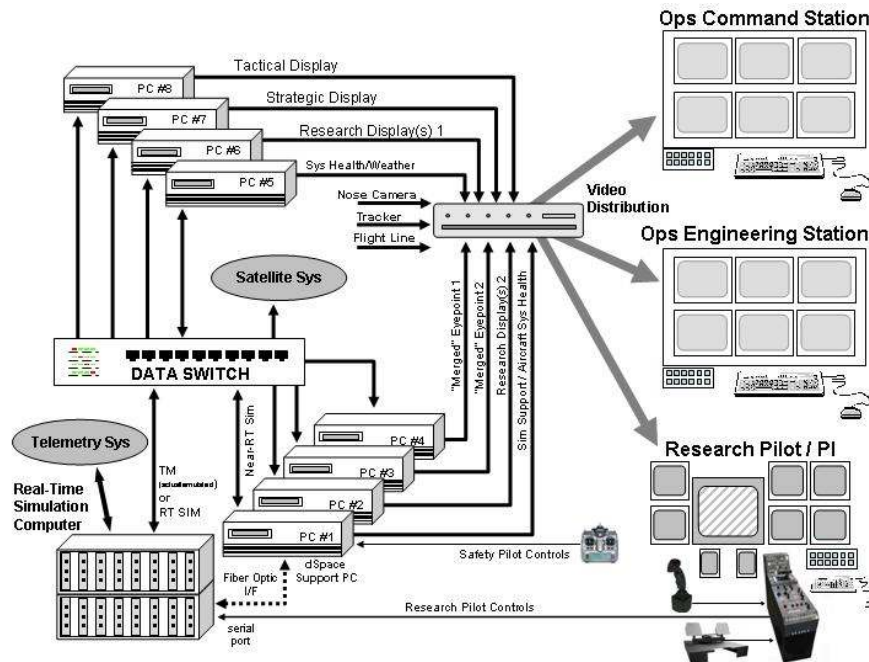 Ops Command Station
Tactical Display
PC #8
Strategic Display
PC #7
Research Display(s) 1
PC #6
Sys Health/Weather
PC #5
Nose Camera
Tracker
Flight Line
Video
Distribution
Ops Engineering Station
Satellite Sys
"Merged" Eyepoint 1
"Merged" Eyepoint 2
Research Display(s) 2
Sim Support / Aircraft Sys Health
DATA SWITCH
Near-RT Sim
PC #4
PC #3
PC #2
PC #1
Telemetry Sys
TM
or
RT SIM
Real-Time
Simulation
Computer
Research Pilot / PI
Safety Pilot Controls
dSpace
Support PC
Fiber Optic
I/F
Research Pilot Controls
serial
port